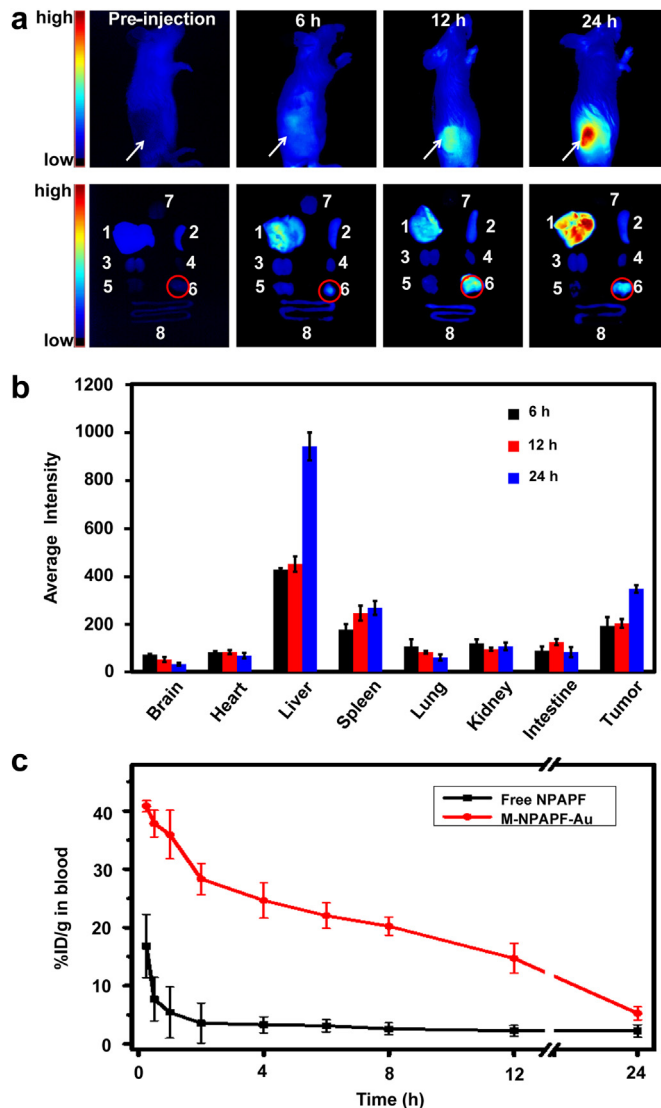 a
high
Pre-injection
6 h
12 h
24 h
low
high
7
7
7
7
1
2
1
2
1
2
1
2
3
4
3
4
3
4
3
4
5
6
5
6
5
6
5
6
low
8
8
8
8
b
1200
1000
800
600
400
200
0
Average Intensity
6 h
12 h
24 h
Brain
Heart
Liver
Spleen
Lung
Kidney
Intestine
Tumor
c
40
30
20
10
0
%ID/g in blood
Free NPAPF
M-NPAPF-Au
0
4
8
12
24
Time (h)